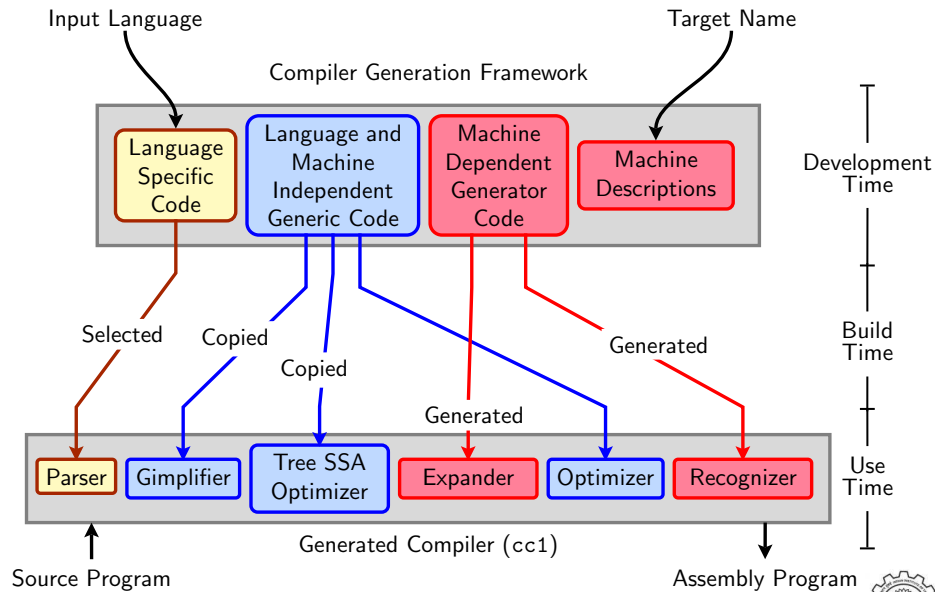 Input Language
Target Name
Compiler Generation Framework
Language
Specific
Code
Language and
Machine
Independent
Generic Code
Machine
Dependent
Generator
Code
Machine
Descriptions
Development
Time
Selected
Copied
Copied
Generated
Generated
Build
Time
Parser
Gimplifier
Tree SSA
Optimizer
Expander
Optimizer
Recognizer
Use
Time
Generated Compiler (cc1)
Source Program
Assembly Program